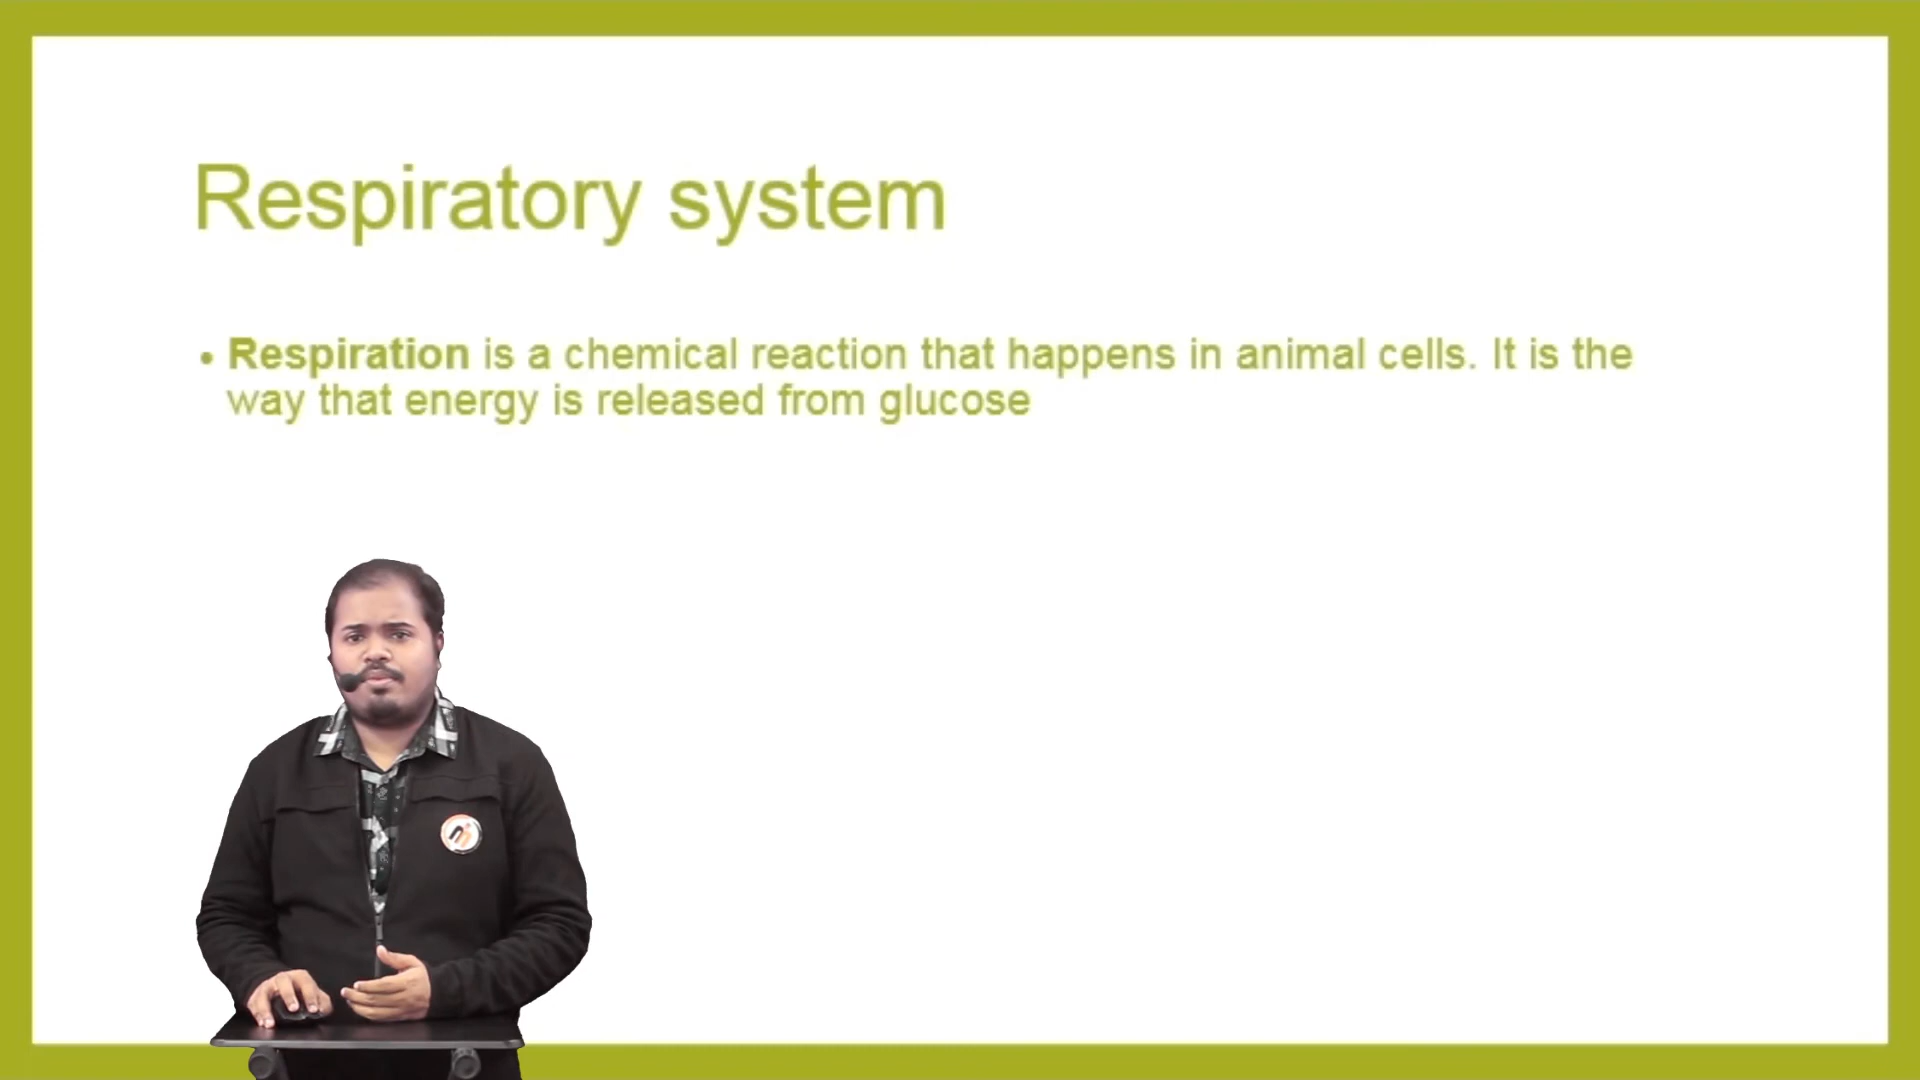 Respiratory system
• Respiration is a chemical reaction that happens in animal cells. It is the
way that energy is released from glucose